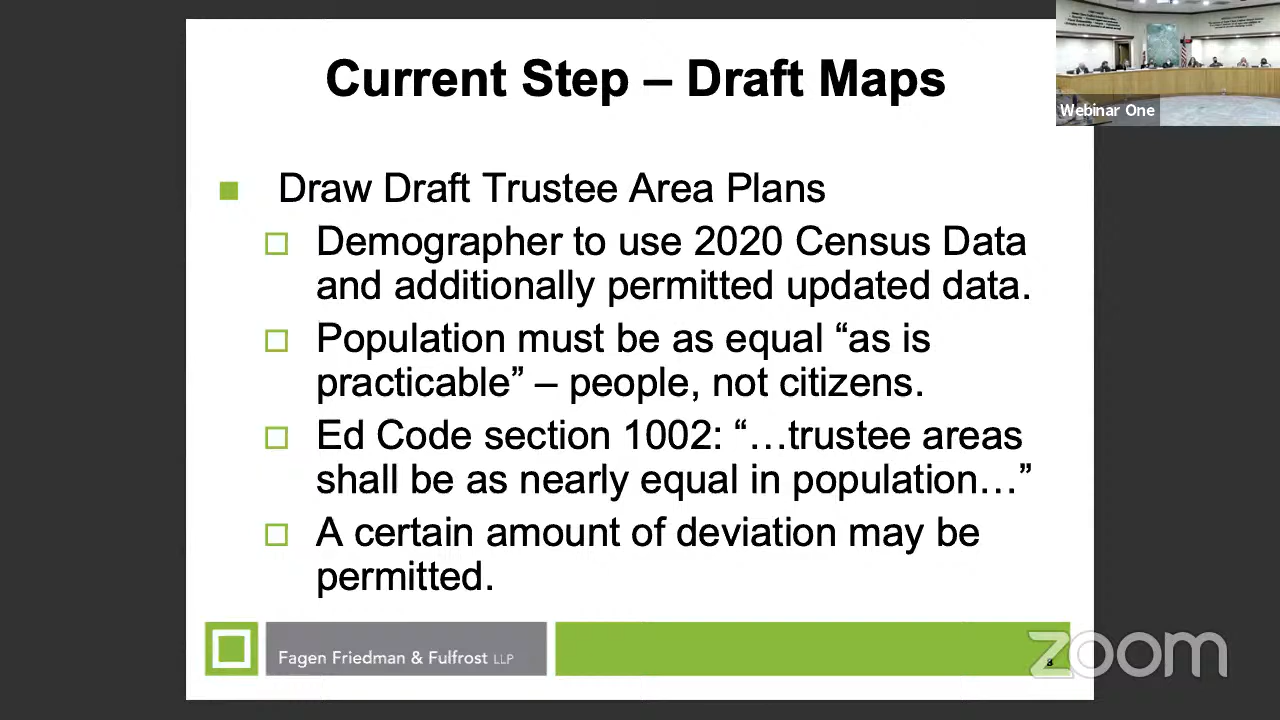 Current Step – Draft Maps
Webinar One
Draw Draft Trustee Area Plans
Demographer to use 2020 Census Data
and additionally permitted updated data.
Population must be as equal “as is
practicable” – people, not citizens.
Ed Code section 1002: “…trustee areas
shall be as nearly equal in population…”
A certain amount of deviation may be
permitted.
Fagen Friedman & Fulfrost LLP
8
zoom